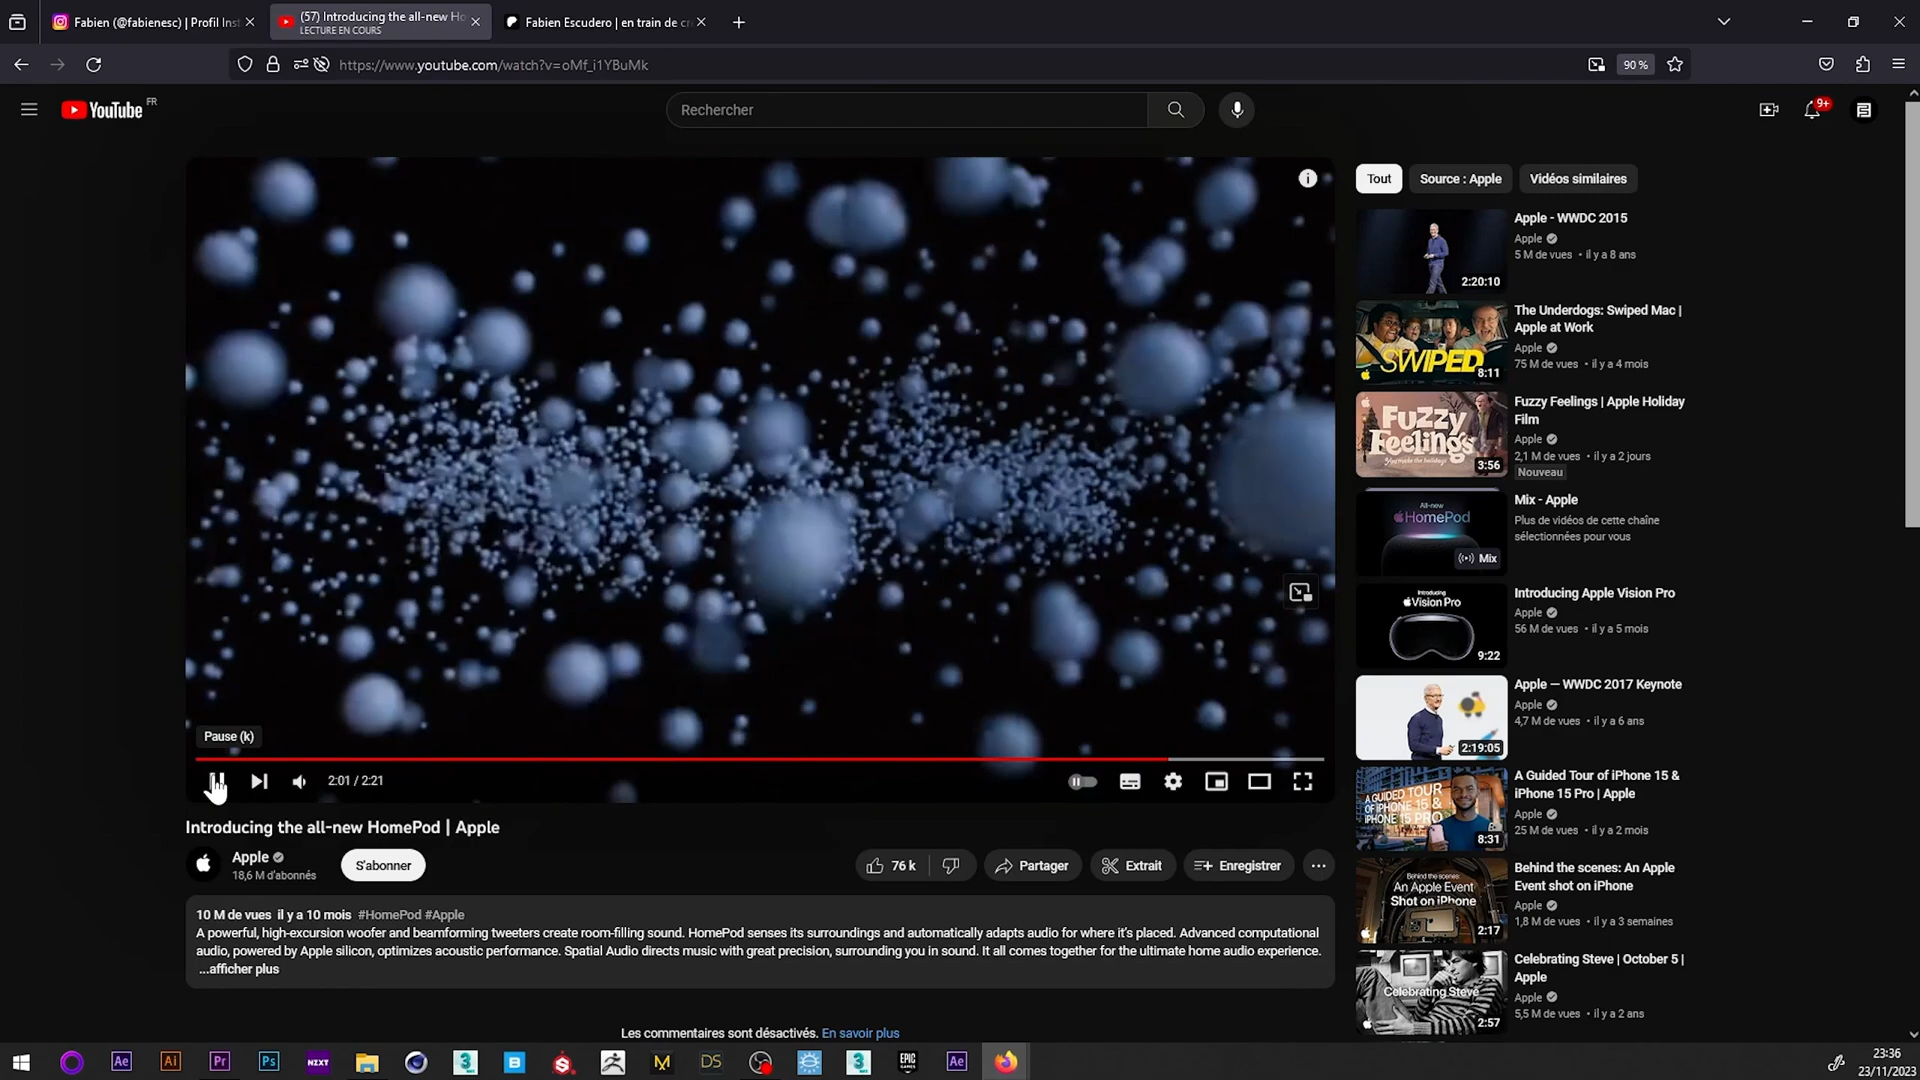 Fabien (@fabienesc) | Profil Inst
(57) Introducing the all-new Ho
LECTURE EN COURS
Fabien Escudero | en train de cr
https://www.youtube.com/watch?v=oMf_i1YBuMk
90 %
YouTube FR
Rechercher
9+
Tout
Source : Apple
Vidéos similaires
Apple - WWDC 2015
Apple
5 M de vues • il y a 8 ans
2:20:10
The Underdogs: Swiped Mac |
Apple at Work
Apple
75 M de vues • il y a 4 mois
SWIPED
8:11
Fuzzy Feelings | Apple Holiday
Film
Apple
2,1 M de vues • il y a 2 jours
Nouveau
Fuzzy
Feelings
3:56
Mix - Apple
Plus de vidéos de cette chaîne
sélectionnées pour vous
All-new
HomePod
Mix
Introducing Apple Vision Pro
Apple
56 M de vues • il y a 5 mois
Introducing
Vision Pro
9:22
Apple — WWDC 2017 Keynote
Apple
4,7 M de vues • il y a 6 ans
2:19:05
A Guided Tour of iPhone 15 &
iPhone 15 Pro | Apple
Apple
25 M de vues • il y a 2 mois
A GUIDED TOUR
OF IPHONE 15 &
IPHONE 15 PRO
8:31
Behind the scenes: An Apple
Event shot on iPhone
Apple
1,8 M de vues • il y a 3 semaines
Behind the scenes:
An Apple Event
Shot on iPhone
2:17
Celebrating Steve | October 5 |
Apple
Apple
5,5 M de vues • il y a 2 ans
Celebrating Steve
2:57
Pause (k)
2:01 / 2:21
Introducing the all-new HomePod | Apple
Apple
18,6 M d'abonnés
S'abonner
76 k
Partager
Extrait
Enregistrer
10 M de vues il y a 10 mois #HomePod #Apple
A powerful, high-excursion woofer and beamforming tweeters create room-filling sound. HomePod senses its surroundings and automatically adapts audio for where it's placed. Advanced computational
audio, powered by Apple silicon, optimizes acoustic performance. Spatial Audio directs music with great precision, surrounding you in sound. It all comes together for the ultimate home audio experience.
...afficher plus
Les commentaires sont désactivés. En savoir plus
Ae
Ai
Pr
Ps
NZXT
3
B
M
DS
3
EPIC
GAMES
Ae
23:36
23/11/2023